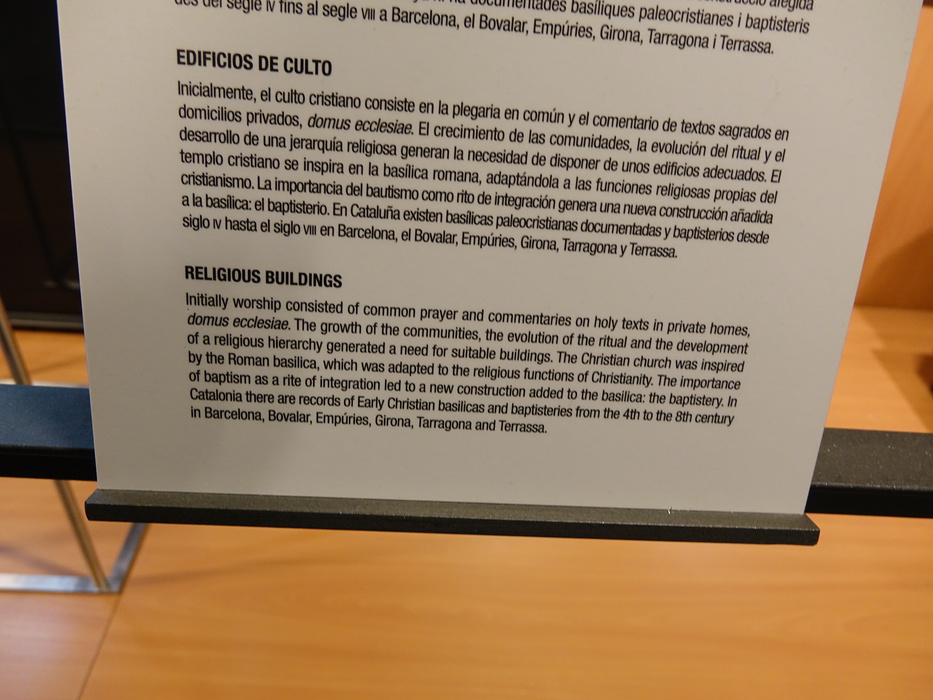 documentades basíliques paleocristianes i baptisteris
des del segle IV fins al segle VIII a Barcelona, el Bovalar, Empúries, Girona, Tarragona i Terrassa.
EDIFICIOS DE CULTO
Inicialmente, el culto cristiano consiste en la plegaria en común y el comentario de textos sagrados en
domicilios privados, domus ecclesiae. El crecimiento de las comunidades, la evolución del ritual y el
desarrollo de una jerarquía religiosa generan la necesidad de disponer de unos edificios adecuados. El
templo cristiano se inspira en la basílica romana, adaptándola a las funciones religiosas propias del
cristianismo. La importancia del bautismo como rito de integración genera una nueva construcción añadida
a la basílica: el baptisterio. En Cataluña existen basílicas paleocristianas documentadas y baptisterios desde
siglo IV hasta el siglo VIII en Barcelona, el Bovalar, Empúries, Girona, Tarragona y Terrassa.
RELIGIOUS BUILDINGS
Initially worship consisted of common prayer and commentaries on holy texts in private homes,
domus ecclesiae. The growth of the communities, the evolution of the ritual and the development
of a religious hierarchy generated a need for suitable buildings. The Christian church was inspired
by the Roman basilica, which was adapted to the religious functions of Christianity. The importance
of baptism as a rite of integration led to a new construction added to the basilica: the baptistery. In
Catalonia there are records of Early Christian basilicas and baptisteries from the 4th to the 8th century
in Barcelona, Bovalar, Empúries, Girona, Tarragona and Terrassa.